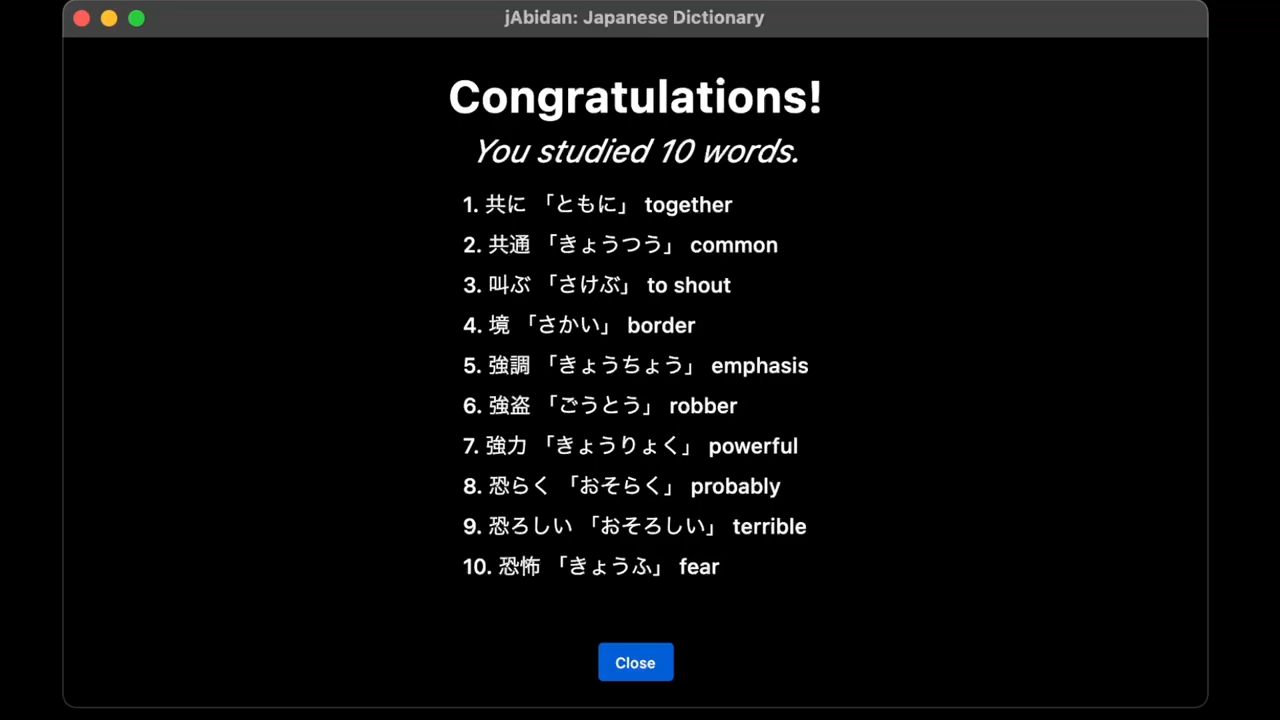 jAbidan: Japanese Dictionary
Congratulations!
You studied 10 words.
1. 共に 「ともに」 together
2. 共通 「きょうつう」 common
3. 叫ぶ 「さけぶ」 to shout
4. 境 「さかい」 border
5. 強調 「きょうちょう」 emphasis
6. 強盗 「ごうとう」 robber
7. 強力 「きょうりょく」 powerful
8. 恐らく 「おそらく」 probably
9. 恐ろしい 「おそろしい」 terrible
10. 恐怖 「きょうふ」 fear
Close